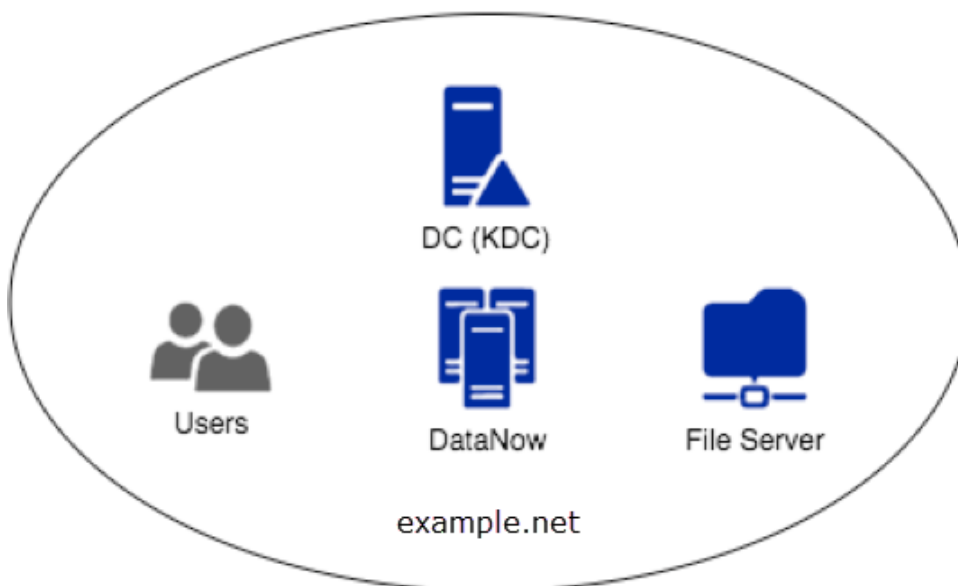 DC (KDC)
Users
DataNow
File Server
example.net